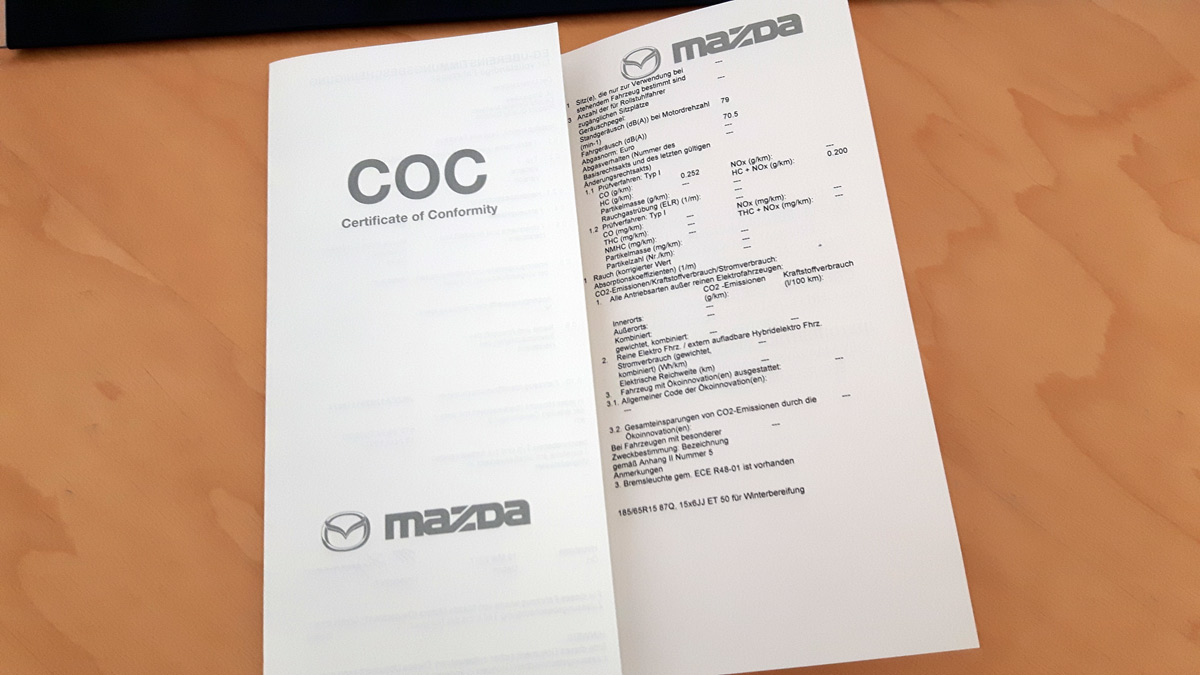 COC
Certificate of Conformity
mazda
mazda
1 Sitz(e), die nur zur Verwendung bei ---
stehendem Fahrzeug bestimmt sind
3 Anzahl der für Rollstuhlfahrer ---
zugänglichen Sitzplätze
Geräuschpegel:
Standgeräusch (dB(A)) bei Motordrehzahl 79
(min-1)
Fahrgeräusch (dB(A)) 70.5
Abgasnorm: Euro ---
Abgasverhalten (Nummer des ---
Basisrechtsakts und des letzten gültigen
Änderungsrechtsakts)
1.1 Prüfverfahren: Typ I
CO (g/km): 0.252 NOx (g/km): ---
HC (g/km): --- HC + NOx (g/km): 0.200
Partikelmasse (g/km): ---
Rauchgastrübung (ELR) (1/m): ---
1.2 Prüfverfahren: Typ I
CO (mg/km): --- NOx (mg/km): ---
THC (mg/km): --- THC + NOx (mg/km): ---
NMHC (mg/km): ---
Partikelmasse (mg/km): ---
Partikelzahl (Nr./km): ---
1 Rauch (korrigierter Wert ---
Absorptionskoeffizienten) (1/m)
CO2-Emissionen/Kraftstoffverbrauch/Stromverbrauch:
1. Alle Antriebsarten außer reinen Elektrofahrzeugen:
CO2 -Emissionen Kraftstoffverbrauch
(g/km): (l/100 km):
Innerorts: ---
Außerorts: ---
Kombiniert:
gewichtet, kombiniert: --- ---
2. Reine Elektro Fhrz. / extern aufladbare Hybridelektro Fhrz.
Stromverbrauch (gewichtet, ---
kombiniert) (Wh/km)
Elektrische Reichweite (km) ---
3. Fahrzeug mit Ökoinnovation(en) ausgestattet: ---
3.1. Allgemeiner Code der Ökoinnovation(en):
---
3.2. Gesamteinsparungen von CO2-Emissionen durch die ---
Ökoinnovation(en):
Bei Fahrzeugen mit besonderer ---
Zweckbestimmung: Bezeichnung
gemäß Anhang II Nummer 5
Anmerkungen
3. Bremsleuchte gem. ECE R48-01 ist vorhanden
185/65R15 87Q, 15x6JJ ET 50 für Winterbereifung